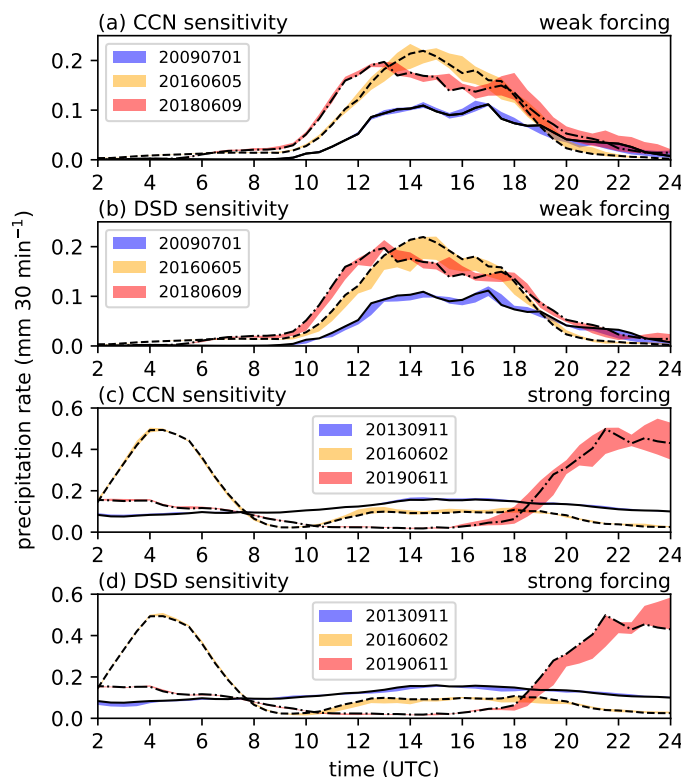 (a) CCN sensitivity weak forcing
0.2
0.1
0.0
20090701
20160605
20180609
2 4 6 8 10 12 14 16 18 20 22 24
(b) DSD sensitivity weak forcing
0.2
0.1
0.0
20090701
20160605
20180609
2 4 6 8 10 12 14 16 18 20 22 24
precipitation rate (mm 30 min⁻¹)
(c) CCN sensitivity strong forcing
0.6
0.4
0.2
0.0
20130911
20160602
20190611
2 4 6 8 10 12 14 16 18 20 22 24
(d) DSD sensitivity strong forcing
0.6
0.4
0.2
0.0
20130911
20160602
20190611
2 4 6 8 10 12 14 16 18 20 22 24
time (UTC)